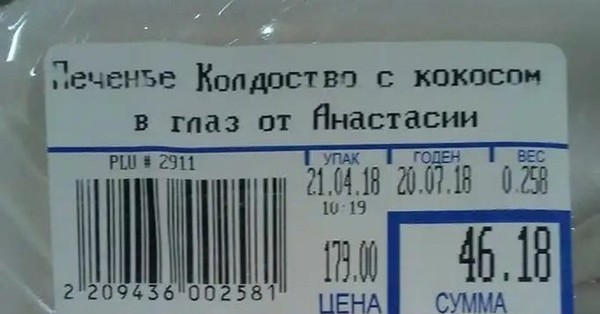 Печенье Колдоство с кокосом
в глаз от Анастасии
PLU # 2911
УПАК ГОДЕН ВЕС
21.04.18 20.07.18 0.258
10:19
179.00 46.18
2 209436 002581
ЦЕНА СУММА